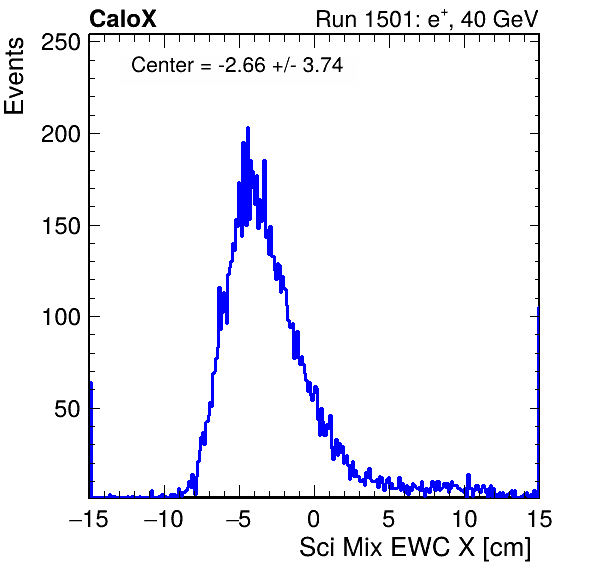 CaloX Run 1501: e⁺, 40 GeV
Center = -2.66 +/- 3.74
Events
250
200
150
100
50
−15 −10 −5 0 5 10 15
Sci Mix EWC X [cm]